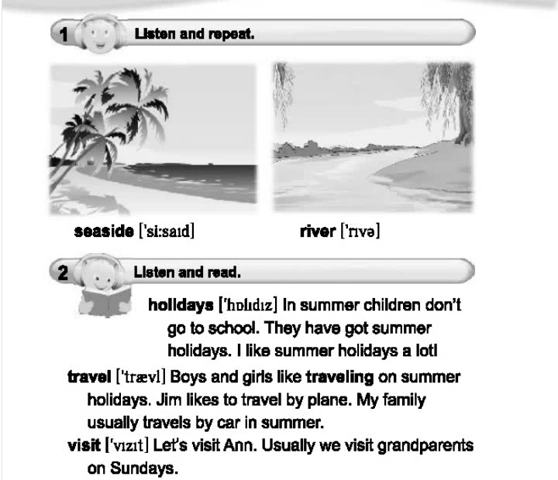 1 Listen and repeat.
seaside ['si:saɪd]
river ['rɪvə]
2 Listen and read.
holidays ['hɒlɪdɪz] In summer children don't
go to school. They have got summer
holidays. I like summer holidays a lot!
travel ['trævl] Boys and girls like traveling on summer
holidays. Jim likes to travel by plane. My family
usually travels by car in summer.
visit ['vɪzɪt] Let's visit Ann. Usually we visit grandparents
on Sundays.